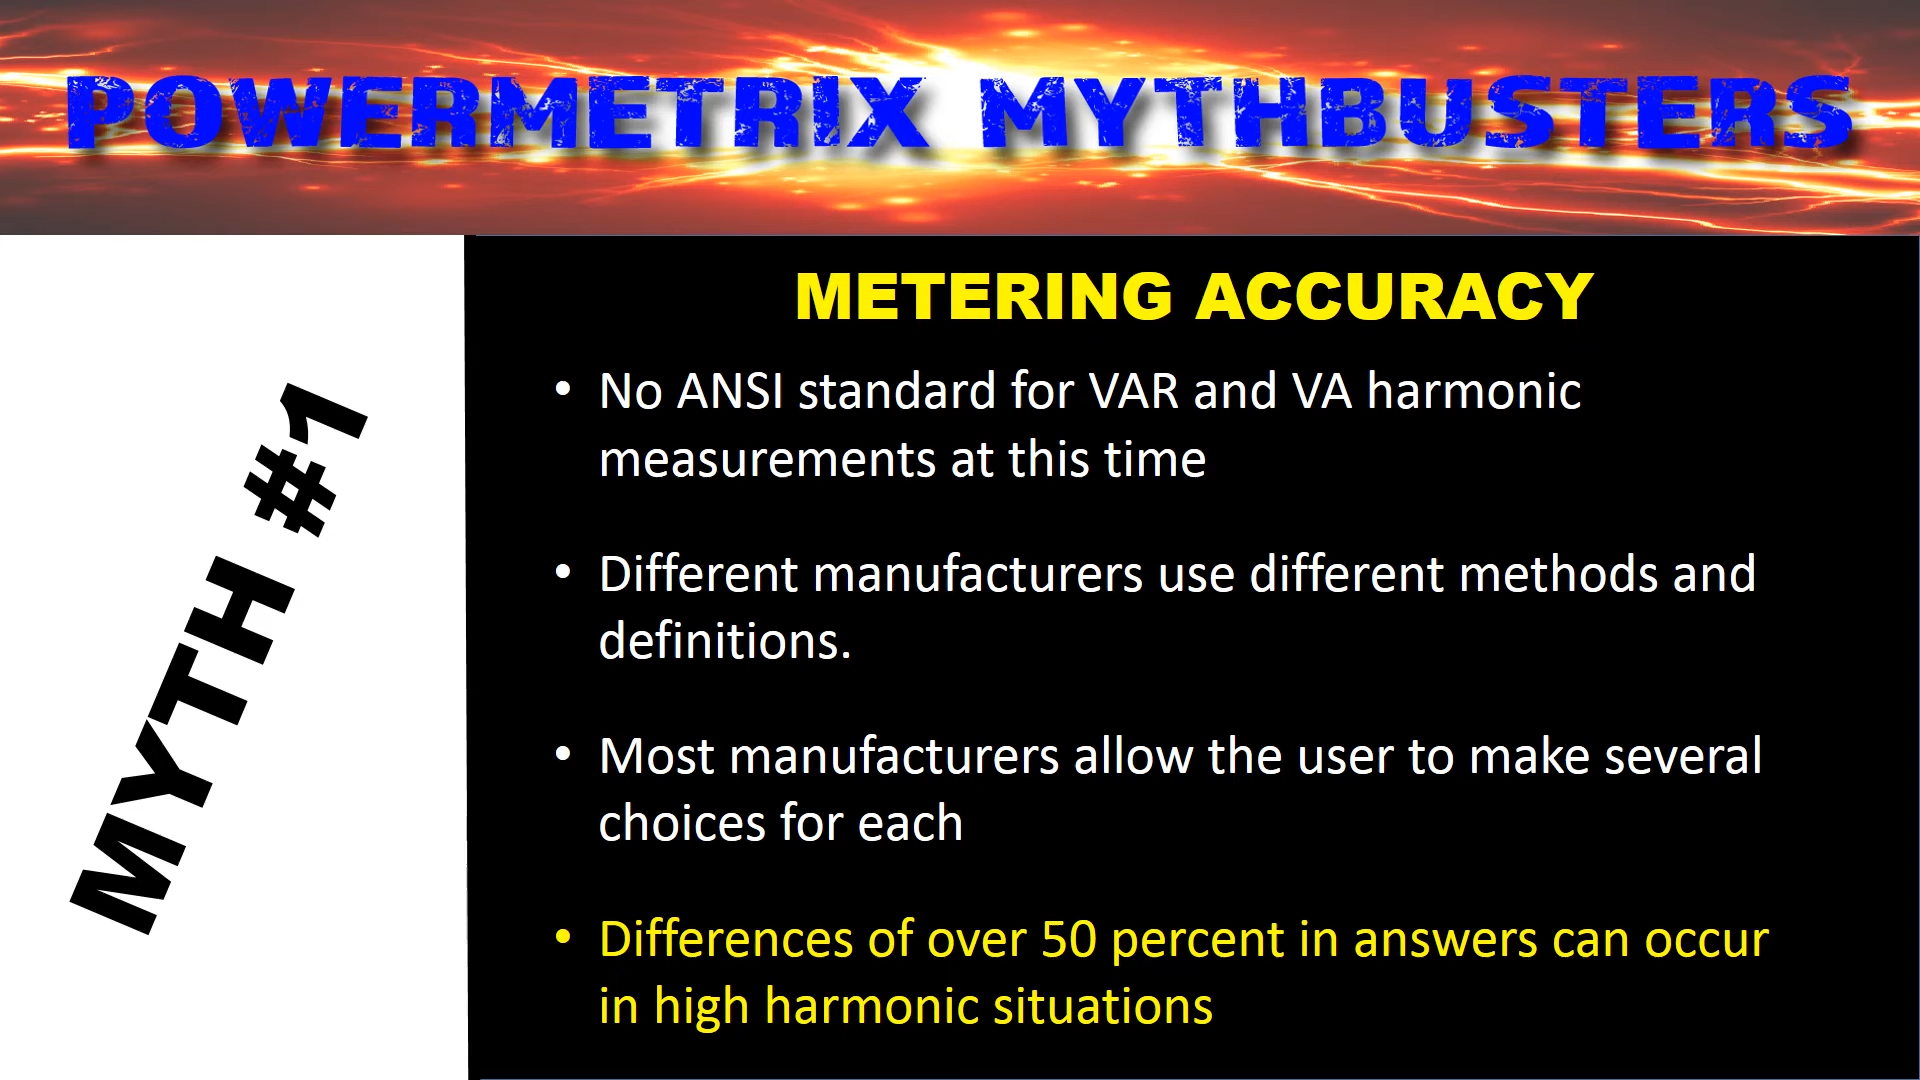 POWERMETRIX MYTHBUSTERS
MYTH #1
METERING ACCURACY
• No ANSI standard for VAR and VA harmonic
measurements at this time
• Different manufacturers use different methods and
definitions.
• Most manufacturers allow the user to make several
choices for each
• Differences of over 50 percent in answers can occur
in high harmonic situations